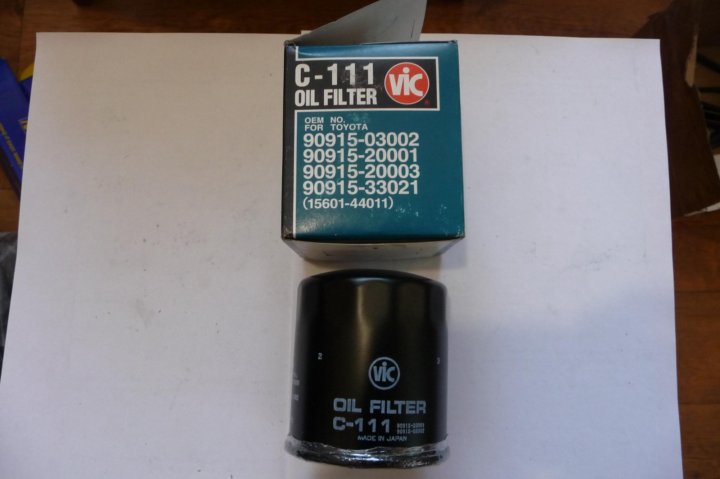 C-111
OIL FILTER
VIC
OEM NO.
FOR TOYOTA
90915-03002
90915-20001
90915-20003
90915-33021
(15601-44011)
VIC
OIL FILTER
C-111
MADE IN JAPAN